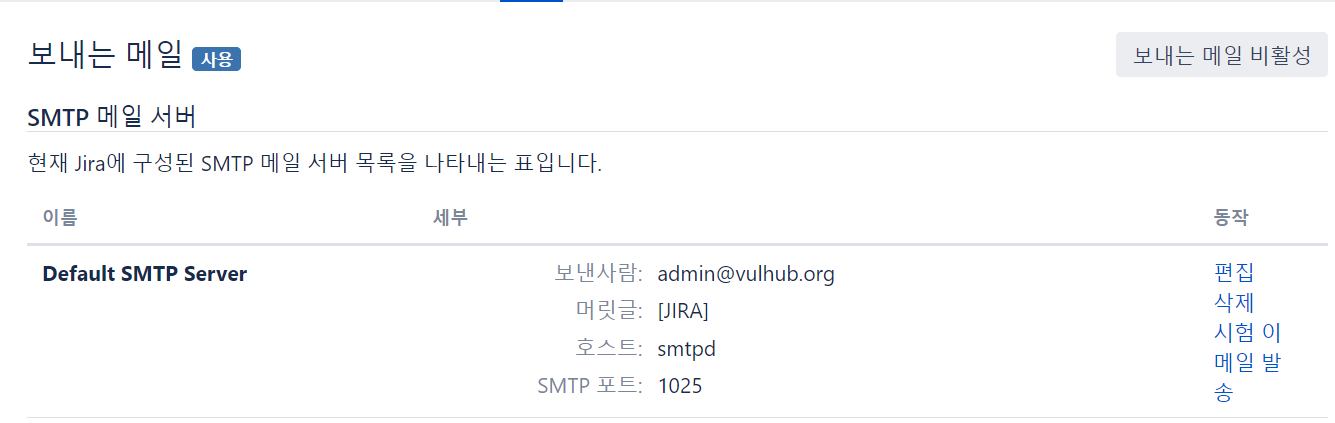 보내는 메일 사용 보내는 메일 비활성
SMTP 메일 서버
현재 Jira에 구성된 SMTP 메일 서버 목록을 나타내는 표입니다.
이름 세부 동작
Default SMTP Server 보낸사람: admin@vulhub.org 편집
머릿글: [JIRA] 삭제
호스트: smtpd 시험 이
메일 발
SMTP 포트: 1025 송